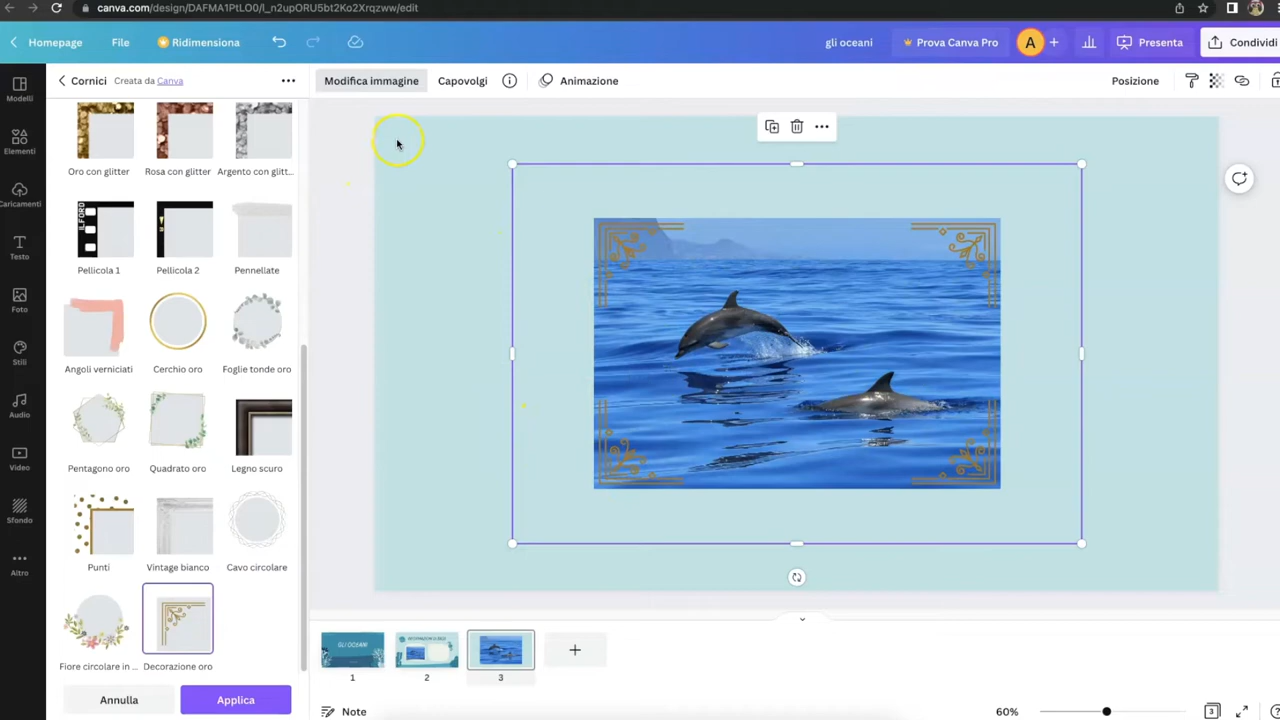 canva.com/design/DAFMA1PtLO0/l_n2upORU5bt2Ko2Xrqzww/edit
Homepage File Ridimensiona gli oceani Prova Canva Pro A Presenta Condividi
Cornici Creata da Canva Modifica immagine Capovolgi Animazione Posizione
Modelli
Elementi
Caricamenti
Testo
Foto
Stili
Audio
Video
Sfondo
Altro
Oro con glitter Rosa con glitter Argento con glitt...
ILFORD
Pellicola 1 Pellicola 2 Pennellate
Angoli verniciati Cerchio oro Foglie tonde oro
Pentagono oro Quadrato oro Legno scuro
Punti Vintage bianco Cavo circolare
Fiore circolare in ... Decorazione oro
Annulla Applica
GLI OCEANI
1 2 3
Note 60% 3